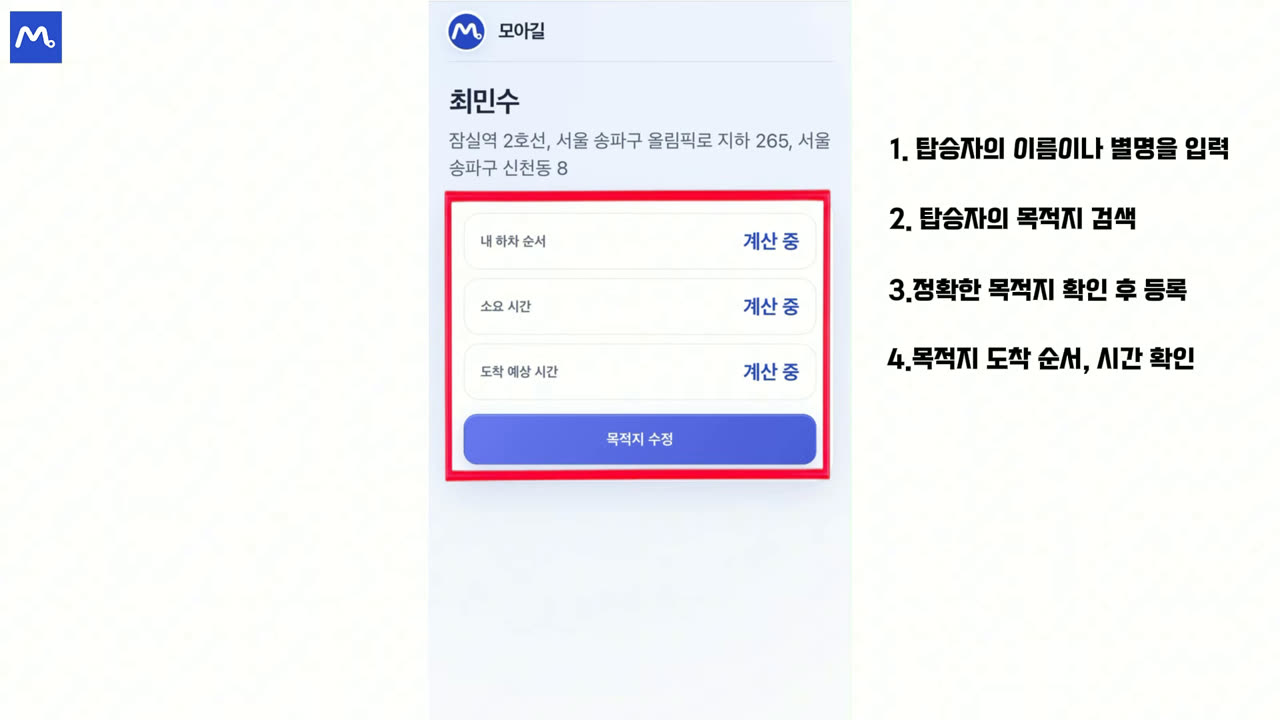 모아길
최민수
잠실역 2호선, 서울 송파구 올림픽로 지하 265, 서울
송파구 신천동 8
내 하차 순서 계산 중
소요 시간 계산 중
도착 예상 시간 계산 중
목적지 수정
1. 탑승자의 이름이나 별명을 입력
2. 탑승자의 목적지 검색
3.정확한 목적지 확인 후 등록
4.목적지 도착 순서, 시간 확인